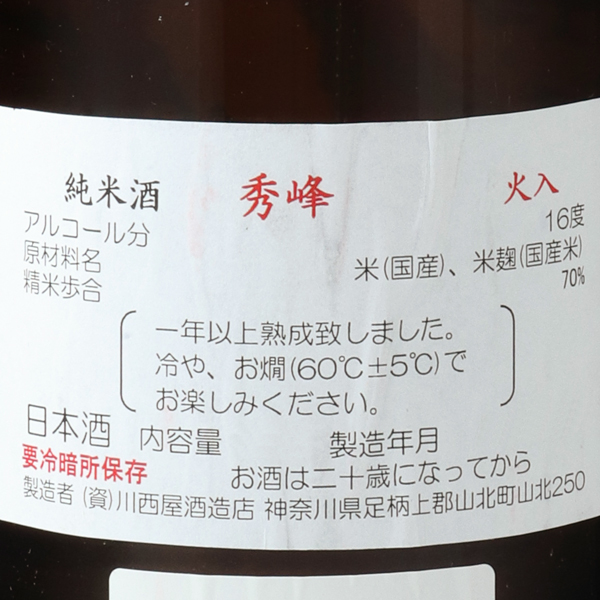 純米酒 秀峰 火入
アルコール分 16度
原材料名 米(国産)、米麹(国産米)
精米歩合 70%
一年以上熟成致しました。
冷や、お燗(60℃±5℃)で
お楽しみください。
日本酒 内容量 製造年月
要冷暗所保存 お酒は二十歳になってから
製造者 (資)川西屋酒造店 神奈川県足柄上郡山北町山北250